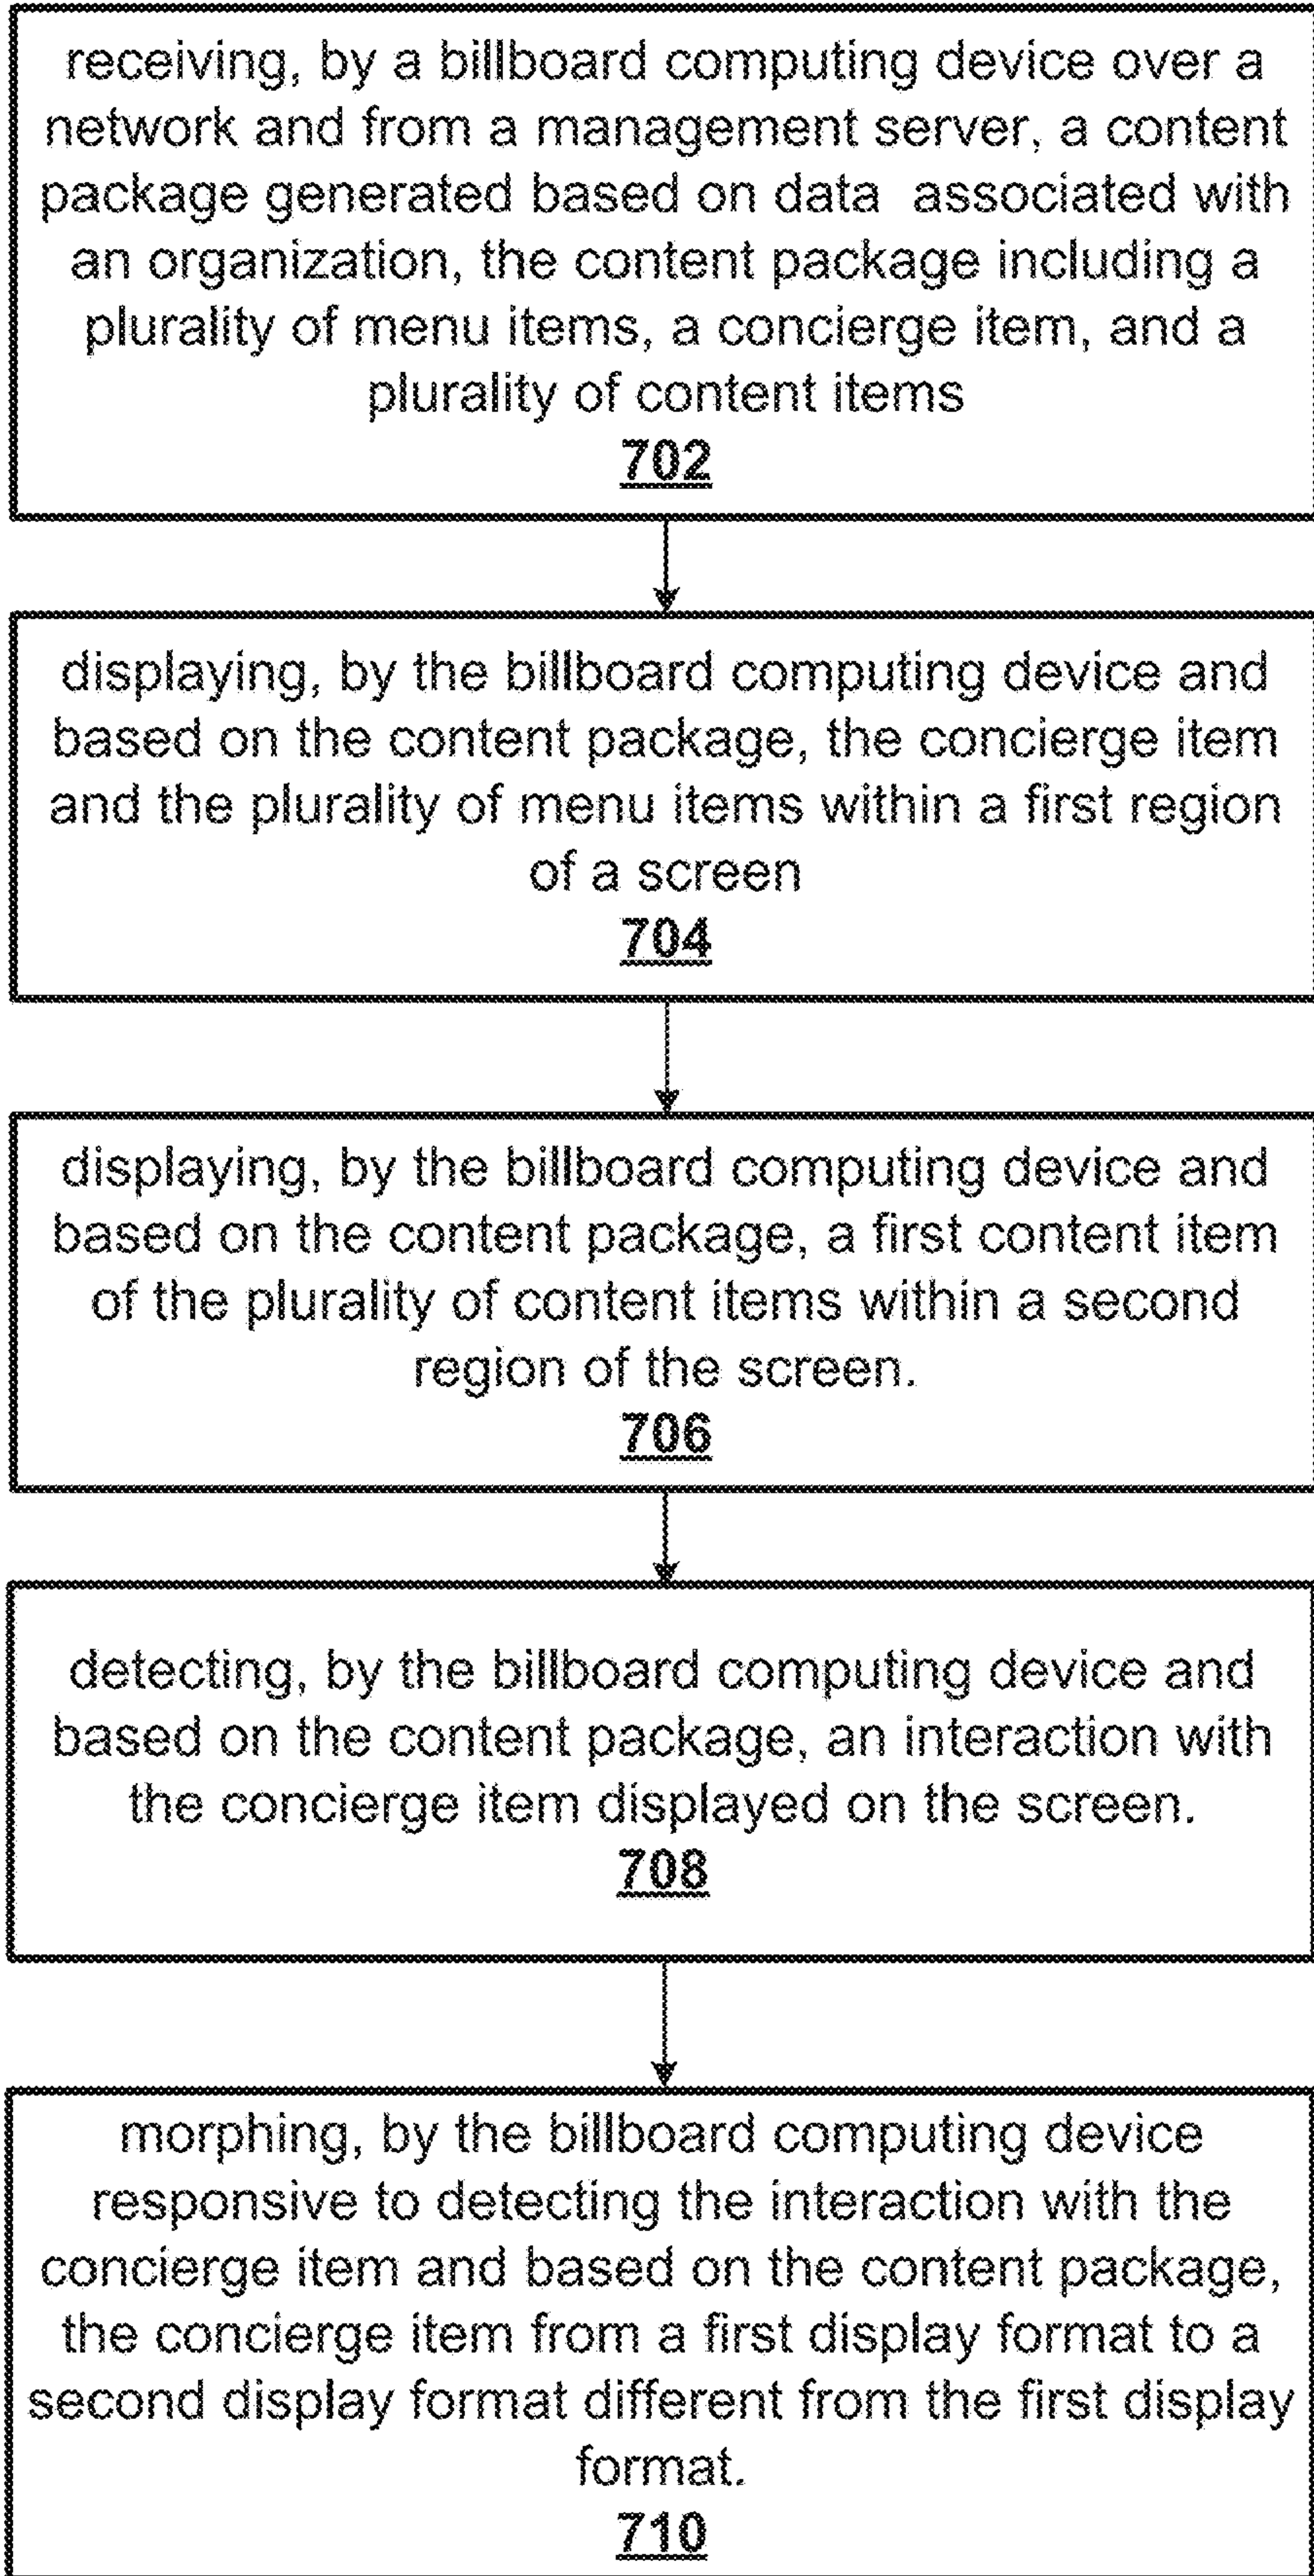 receiving, by a billboard computing device over a
network and from a management server, a content
package generated based on data  associated with
an organization, the content package including a
plurality of menu items, a concierge item, and a
plurality of content items
702
displaying, by the billboard computing device and
based on the content package, the concierge item
and the plurality of menu items within a first region
of a screen
704
displaying, by the billboard computing device and
based on the content package, a first content item
of the plurality of content items within a second
region of the screen.
706
detecting, by the billboard computing device and
based on the content package, an interaction with
the concierge item displayed on the screen.
708
morphing, by the billboard computing device
responsive to detecting the interaction with the
concierge item and based on the content package,
the concierge item from a first display format to a
second display format different from the first display
format.
710